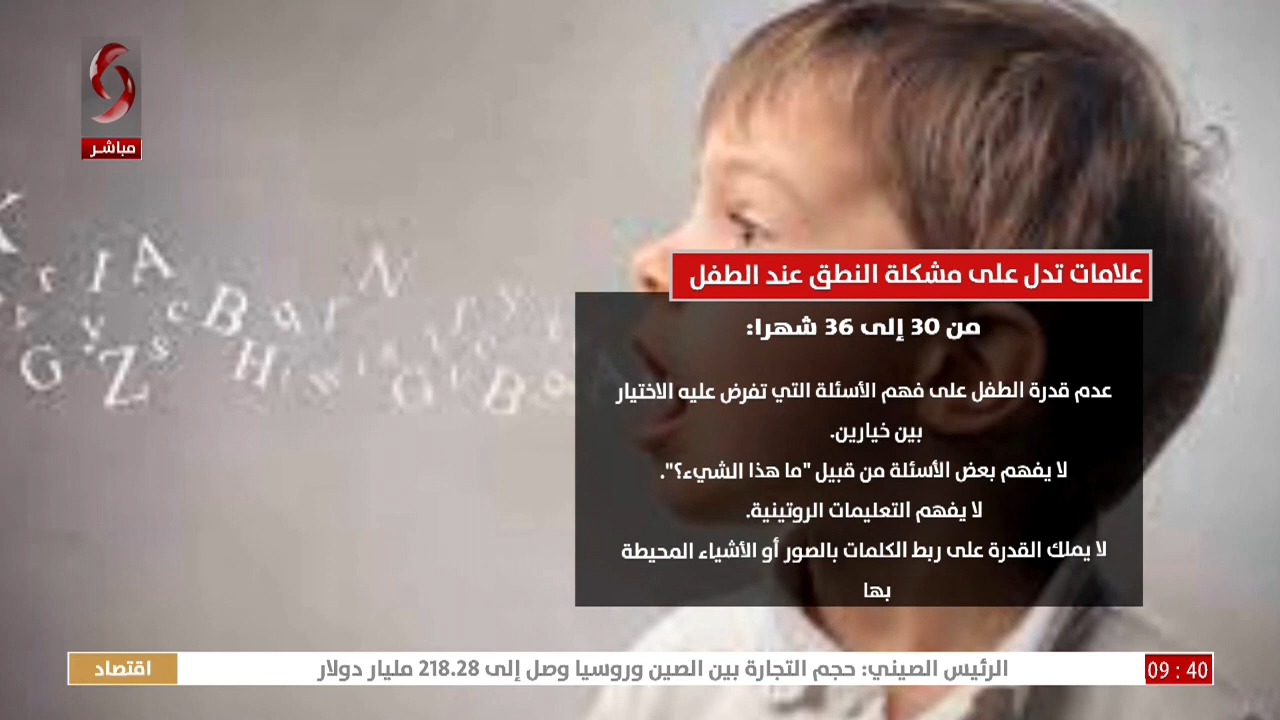 مباشر
علامات تدل على مشكلة النطق عند الطفل
من 30 إلى 36 شهرا:
عدم قدرة الطفل على فهم الأسئلة التي تفرض عليه الاختيار
بين خيارين.
لا يفهم بعض الأسئلة من قبيل "ما هذا الشيء؟".
لا يفهم التعليمات الروتينية.
لا يملك القدرة على ربط الكلمات بالصور أو الأشياء المحيطة
بها
K
I A N
B
G Z S H G B
09 : 40
الرئيس الصيني: حجم التجارة بين الصين وروسيا وصل إلى 218.28 مليار دولار
اقتصاد